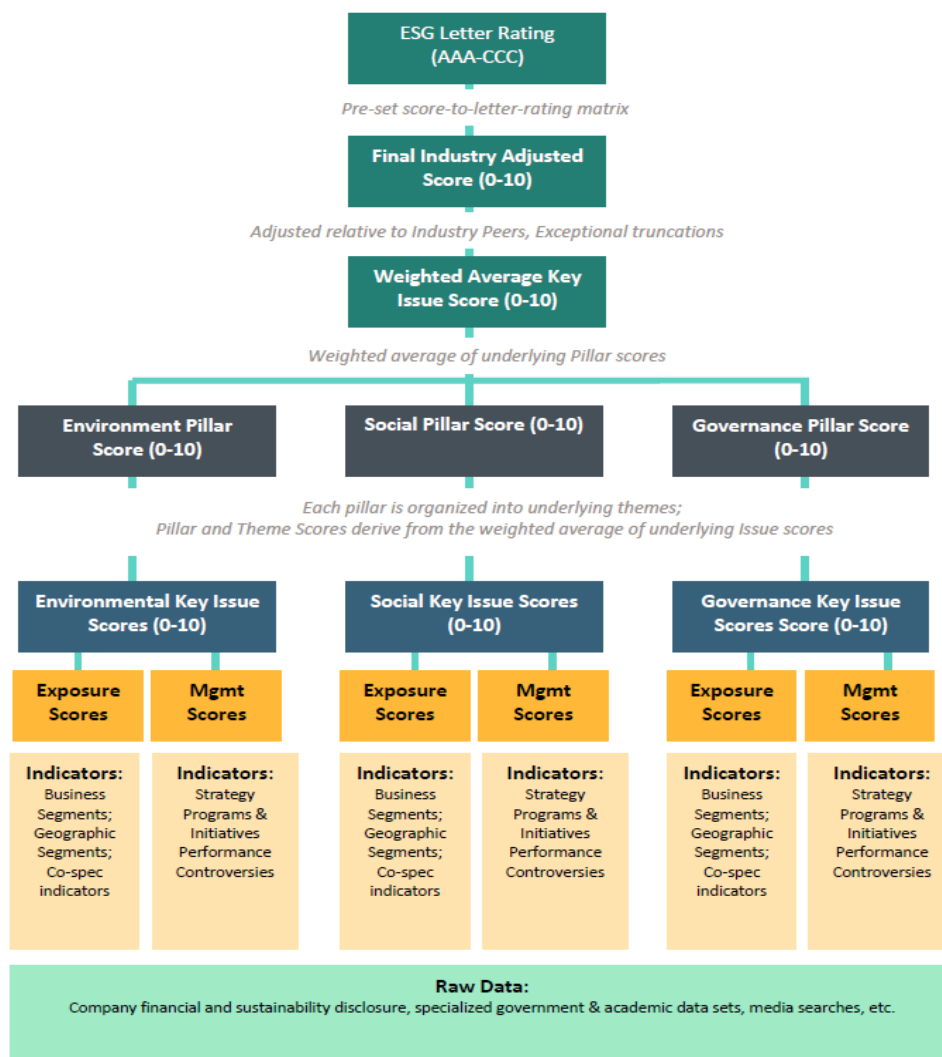 ESG Letter Rating
(AAA-CCC)
Pre-set score-to-letter-rating matrix
Final Industry Adjusted
Score (0-10)
Adjusted relative to Industry Peers, Exceptional truncations
Weighted Average Key
Issue Score (0-10)
Weighted average of underlying Pillar scores
Environment Pillar
Score (0-10)
Social Pillar Score (0-10)
Governance Pillar Score
(0-10)
Each pillar is organized into underlying themes;
Pillar and Theme Scores derive from the weighted average of underlying Issue scores
Environmental Key Issue
Scores (0-10)
Social Key Issue Scores
(0-10)
Governance Key Issue
Scores Score (0-10)
Exposure
Scores
Mgmt
Scores
Exposure
Scores
Mgmt
Scores
Exposure
Scores
Mgmt
Scores
Indicators:
Business
Segments;
Geographic
Segments;
Co-spec
indicators
Indicators:
Strategy
Programs &
Initiatives
Performance
Controversies
Indicators:
Business
Segments;
Geographic
Segments;
Co-spec
indicators
Indicators:
Strategy
Programs &
Initiatives
Performance
Controversies
Indicators:
Business
Segments;
Geographic
Segments;
Co-spec
indicators
Indicators:
Strategy
Programs &
Initiatives
Performance
Controversies
Raw Data:
Company financial and sustainability disclosure, specialized government & academic data sets, media searches, etc.